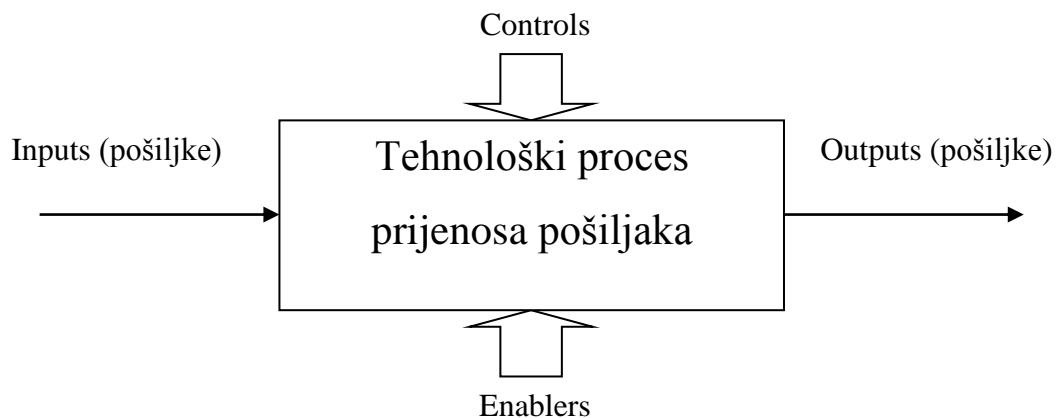 Controls
Inputs (pošiljke)
Tehnološki proces
prijenosa pošiljaka
Outputs (pošiljke)
Enablers